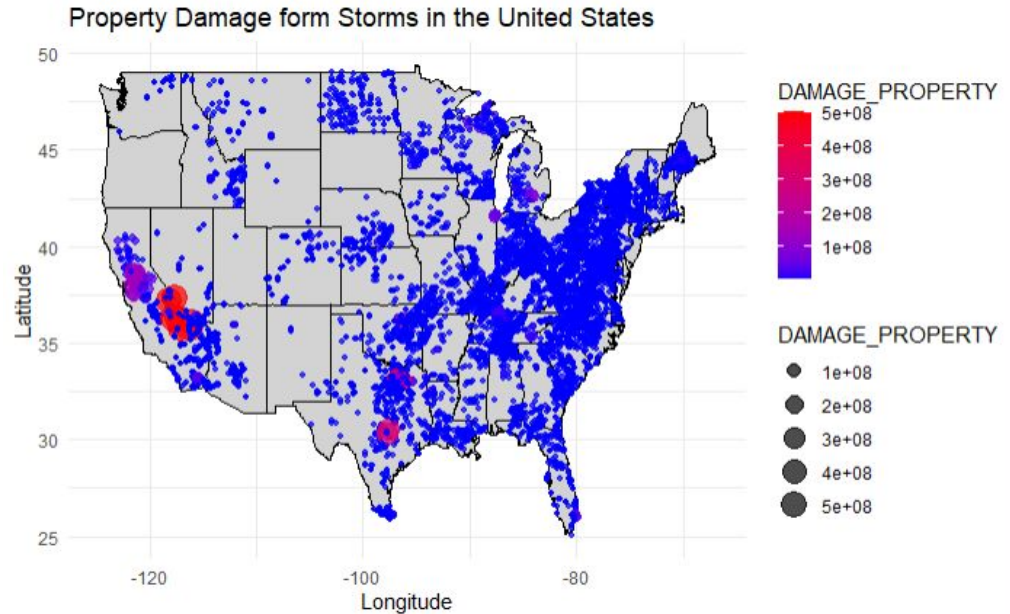 Property Damage form Storms in the United States
50
45
40
35
30
25
Latitude
-120
-100
-80
Longitude
DAMAGE_PROPERTY
5e+08
4e+08
3e+08
2e+08
1e+08
DAMAGE_PROPERTY
1e+08
2e+08
3e+08
4e+08
5e+08